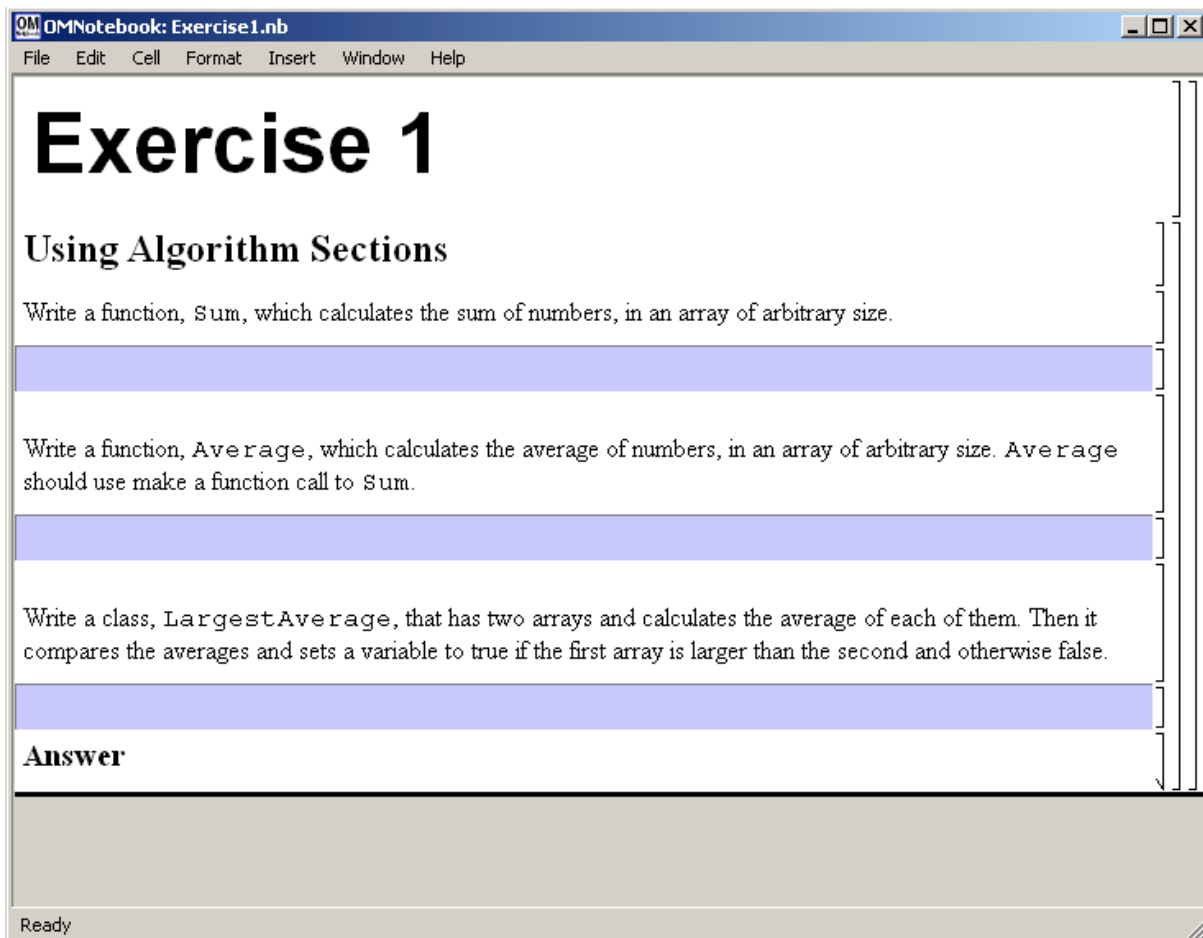 OMNotebook: Exercise1.nb
File Edit Cell Format Insert Window Help
Exercise 1
Using Algorithm Sections
Write a function, Sum, which calculates the sum of numbers, in an array of arbitrary size.
Write a function, Average, which calculates the average of numbers, in an array of arbitrary size. Average
should use make a function call to Sum.
Write a class, LargestAverage, that has two arrays and calculates the average of each of them. Then it
compares the averages and sets a variable to true if the first array is larger than the second and otherwise false.
Answer
Ready